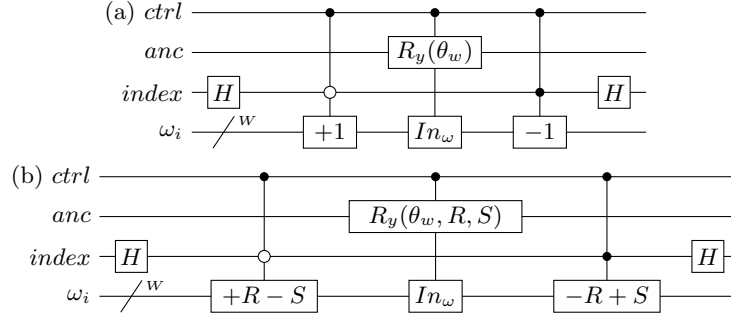 (a) ctrl
anc R_y(θ_w)
index H H
ω_i W +1 In_ω −1
(b) ctrl
anc R_y(θ_w, R, S)
index H H
ω_i W +R − S In_ω −R + S